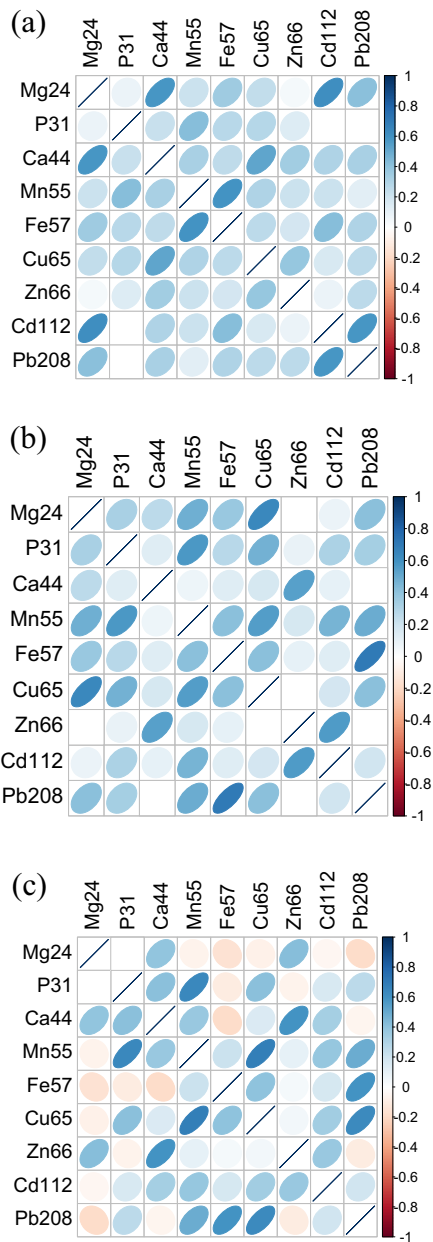 (a)
Mg24 P31 Ca44 Mn55 Fe57 Cu65 Zn66 Cd112 Pb208
Mg24
P31
Ca44
Mn55
Fe57
Cu65
Zn66
Cd112
Pb208
1
0.8
0.6
0.4
0.2
0
-0.2
-0.4
-0.6
-0.8
-1
(b)
Mg24 P31 Ca44 Mn55 Fe57 Cu65 Zn66 Cd112 Pb208
Mg24
P31
Ca44
Mn55
Fe57
Cu65
Zn66
Cd112
Pb208
1
0.8
0.6
0.4
0.2
0
-0.2
-0.4
-0.6
-0.8
-1
(c)
Mg24 P31 Ca44 Mn55 Fe57 Cu65 Zn66 Cd112 Pb208
Mg24
P31
Ca44
Mn55
Fe57
Cu65
Zn66
Cd112
Pb208
1
0.8
0.6
0.4
0.2
0
-0.2
-0.4
-0.6
-0.8
-1